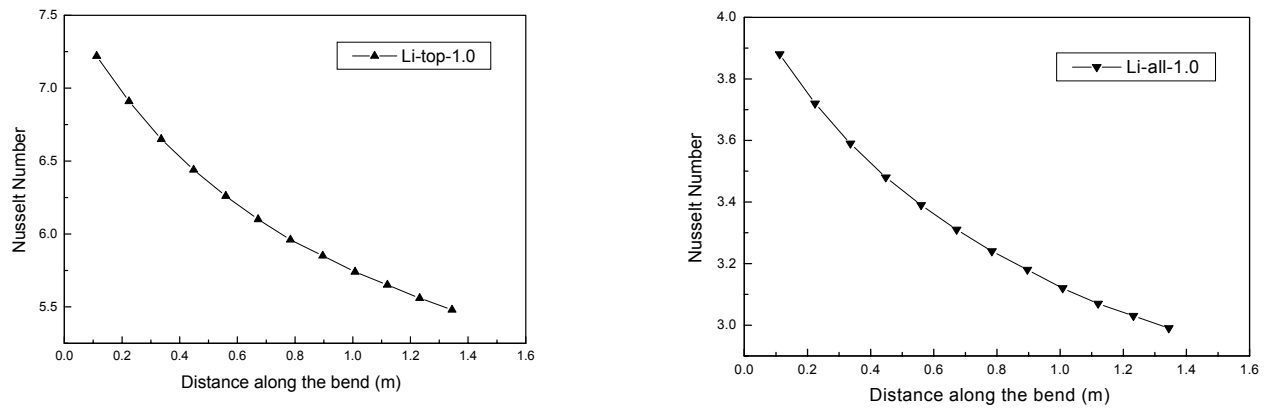 7.5
7.0
6.5
6.0
5.5
Nusselt Number
Li-top-1.0
0.0 0.2 0.4 0.6 0.8 1.0 1.2 1.4 1.6
Distance along the bend (m)
4.0
3.8
3.6
3.4
3.2
3.0
Nusselt Number
Li-all-1.0
0.0 0.2 0.4 0.6 0.8 1.0 1.2 1.4 1.6
Distance along the bend (m)